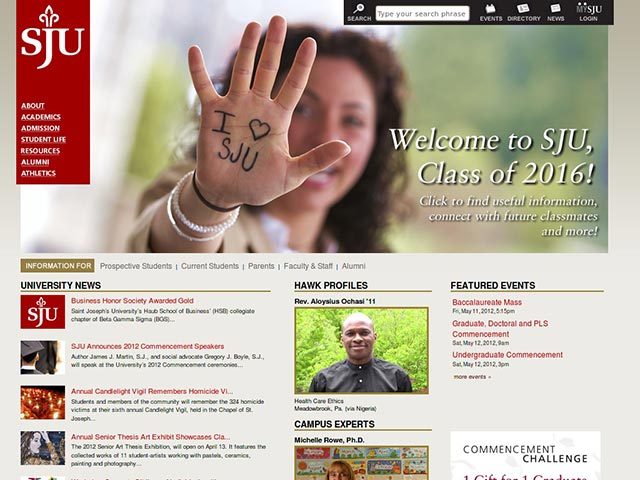 SJU
SEARCH
Type your search phrase
EVENTS
DIRECTORY
NEWS
MYSJU
LOGIN
ABOUT
ACADEMICS
ADMISSION
STUDENT LIFE
RESOURCES
ALUMNI
ATHLETICS
I ♡
SJU
Welcome to SJU,
Class of 2016!
Click to find useful information,
connect with future classmates
and more!
INFORMATION FOR
Prospective Students | Current Students | Parents | Faculty & Staff | Alumni
UNIVERSITY NEWS
SJU
Business Honor Society Awarded Gold
Saint Joseph's University's Haub School of Business' (HSB) collegiate
chapter of Beta Gamma Sigma (BGS)...
SJU Announces 2012 Commencement Speakers
Author James J. Martin, S.J., and social advocate Gregory J. Boyle, S.J.,
will speak at the University's 2012 Commencement ceremonies...
Annual Candlelight Vigil Remembers Homicide Vi...
Students and members of the community will remember the 324 homicide
victims at their sixth annual Candlelight Vigil, held in the Chapel of St.
Joseph...
Annual Senior Thesis Art Exhibit Showcases Cla...
The 2012 Senior Thesis Exhibition, will open on April 13. It features the
collected works of 11 student-artists working with pastels, ceramics,
painting and photography...
HAWK PROFILES
Rev. Aloysius Ochasi '11
Health Care Ethics
Meadowbrook, Pa. (via Nigeria)
CAMPUS EXPERTS
Michelle Rowe, Ph.D.
FEATURED EVENTS
Baccalaureate Mass
Fri, May 11, 2012, 5:15pm
Graduate, Doctoral and PLS
Commencement
Sat, May 12, 2012, 9am
Undergraduate Commencement
Sat, May 12, 2012, 3pm
more events »
COMMENCEMENT
CHALLENGE
1 Gift for 1 Graduate